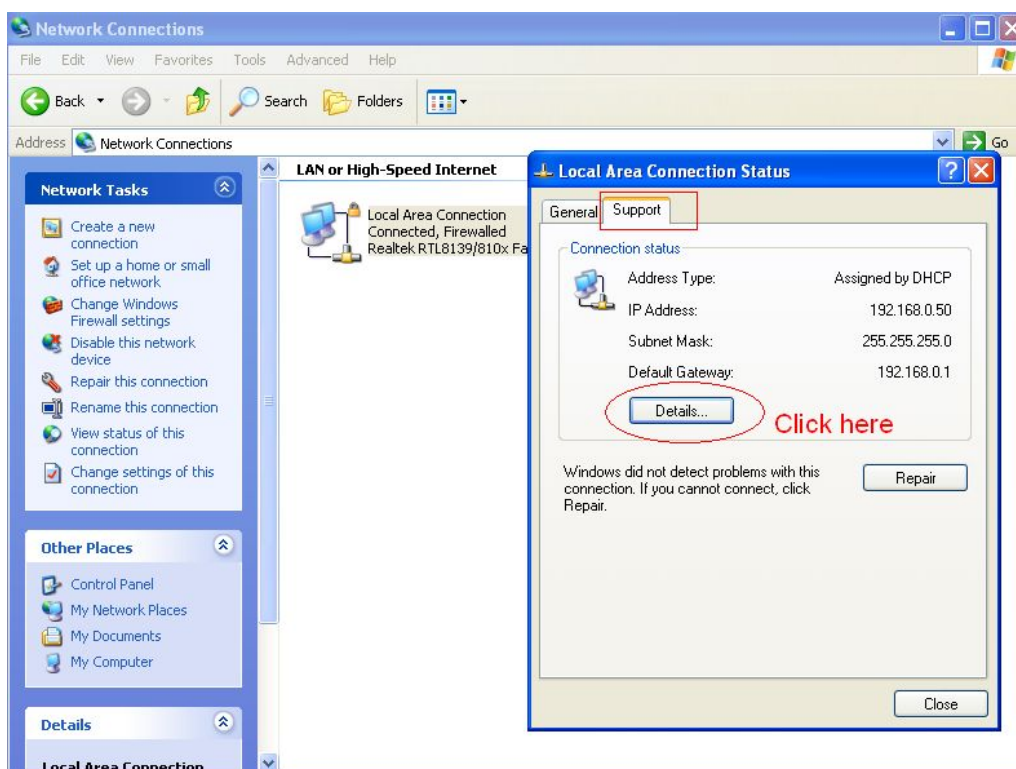 Network Connections
File Edit View Favorites Tools Advanced Help
Back Search Folders
Address Network Connections Go
Network Tasks
Create a new
connection
Set up a home or small
office network
Change Windows
Firewall settings
Disable this network
device
Repair this connection
Rename this connection
View status of this
connection
Change settings of this
connection
Other Places
Control Panel
My Network Places
My Documents
My Computer
Details
Local Area Connection
LAN or High-Speed Internet
Local Area Connection
Connected, Firewalled
Realtek RTL8139/810x Fa
Local Area Connection Status
General Support
Connection status
Address Type: Assigned by DHCP
IP Address: 192.168.0.50
Subnet Mask: 255.255.255.0
Default Gateway: 192.168.0.1
Details...
Click here
Windows did not detect problems with this
connection. If you cannot connect, click
Repair.
Repair
Close